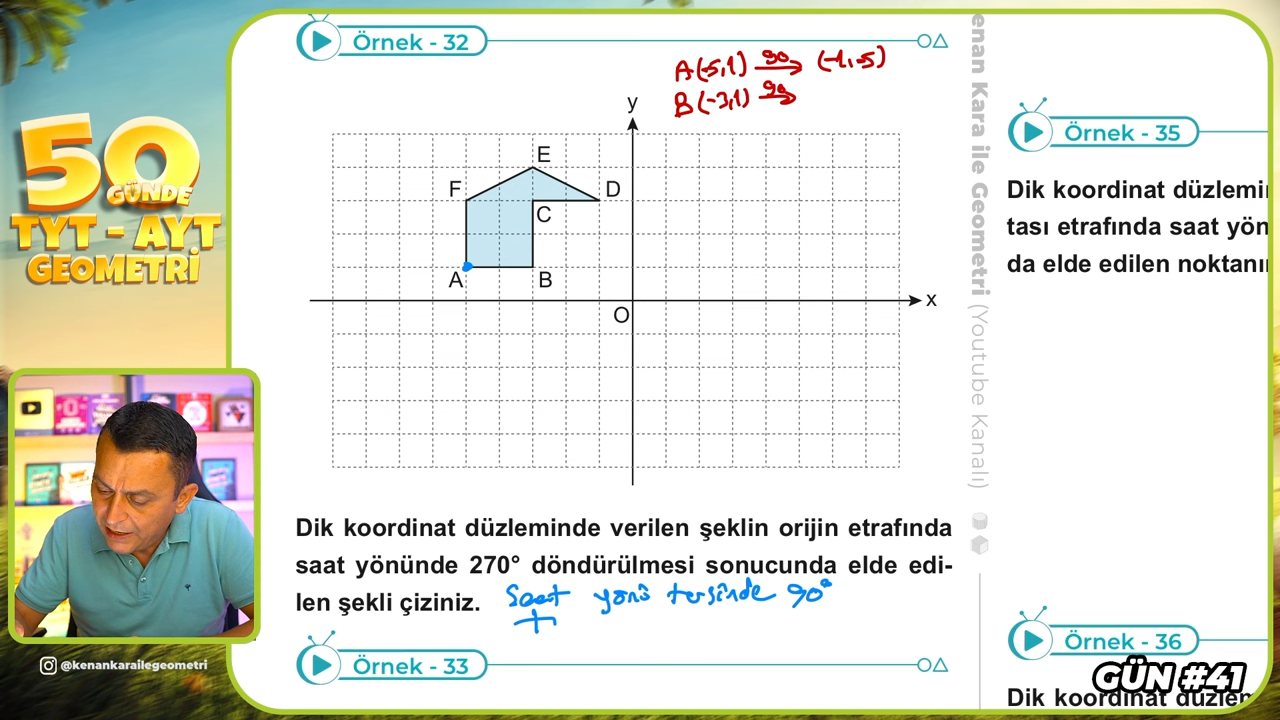 50
GÜNDE
TYT - AYT
GEOMETRİ
@kenankarailegeometri
Örnek - 32
A(-5,1) 90→ (-1,-5)
B(-3,1) 90→
y
E
F
D
C
A
B
O
x
Dik koordinat düzleminde verilen şeklin orijin etrafında
saat yönünde 270° döndürülmesi sonucunda elde edi-
len şekli çiziniz.
Saat yönü tersinde 90°
+
Örnek - 33
enan Kara ile Geometri (Youtube Kanalı)
Örnek - 35
Dik koordinat düzlemi
tası etrafında saat yön
da elde edilen noktanı
Örnek - 36
Dik koordinat düzlem
GÜN #41